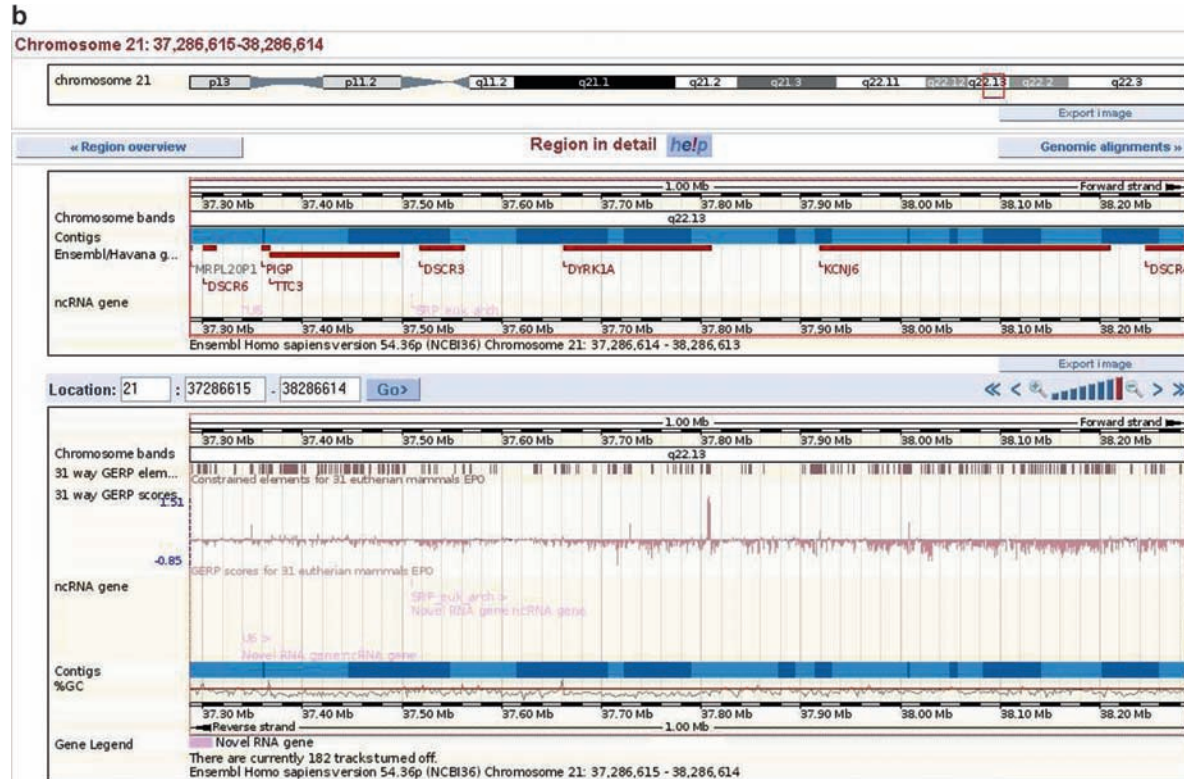 b
Chromosome 21: 37,286,615-38,286,614
chromosome 21 p13 p11.2 q11.2 q21.1 q21.2 q21.3 q22.11 q22.12 q22.13 q22.2 q22.3
Export image
« Region overview Region in detail help Genomic alignments »
1.00 Mb Forward strand
37.30 Mb 37.40 Mb 37.50 Mb 37.60 Mb 37.70 Mb 37.80 Mb 37.90 Mb 38.00 Mb 38.10 Mb 38.20 Mb
Chromosome bands q22.13
Contigs
Ensembl/Havana g...
MRPL20P1 PIGP DSCR3 DYRK1A KCNJ6 DSCR
DSCR6 TTC3
ncRNA gene U6 SRP_euk_arch
37.30 Mb 37.40 Mb 37.50 Mb 37.60 Mb 37.70 Mb 37.80 Mb 37.90 Mb 38.00 Mb 38.10 Mb 38.20 Mb
Ensembl Homo sapiens version 54.36p (NCBI36) Chromosome 21: 37,286,614 - 38,286,613
Export image
Location: 21 : 37286615 - 38286614 Go> « < > »
1.00 Mb Forward strand
37.30 Mb 37.40 Mb 37.50 Mb 37.60 Mb 37.70 Mb 37.80 Mb 37.90 Mb 38.00 Mb 38.10 Mb 38.20 Mb
Chromosome bands q22.13
31 way GERP elem...
Constrained elements for 31 eutherian mammals EPO
31 way GERP scores
1.51
-0.85
GERP scores for 31 eutherian mammals EPO
ncRNA gene
SRP_euk_arch >
Novel RNA gene ncRNA gene
U6 >
Novel RNA gene ncRNA gene
Contigs
%GC
37.30 Mb 37.40 Mb 37.50 Mb 37.60 Mb 37.70 Mb 37.80 Mb 37.90 Mb 38.00 Mb 38.10 Mb 38.20 Mb
Reverse strand 1.00 Mb
Gene Legend Novel RNA gene
There are currently 182 tracks turned off.
Ensembl Homo sapiens version 54.36p (NCBI36) Chromosome 21: 37,286,615 - 38,286,614